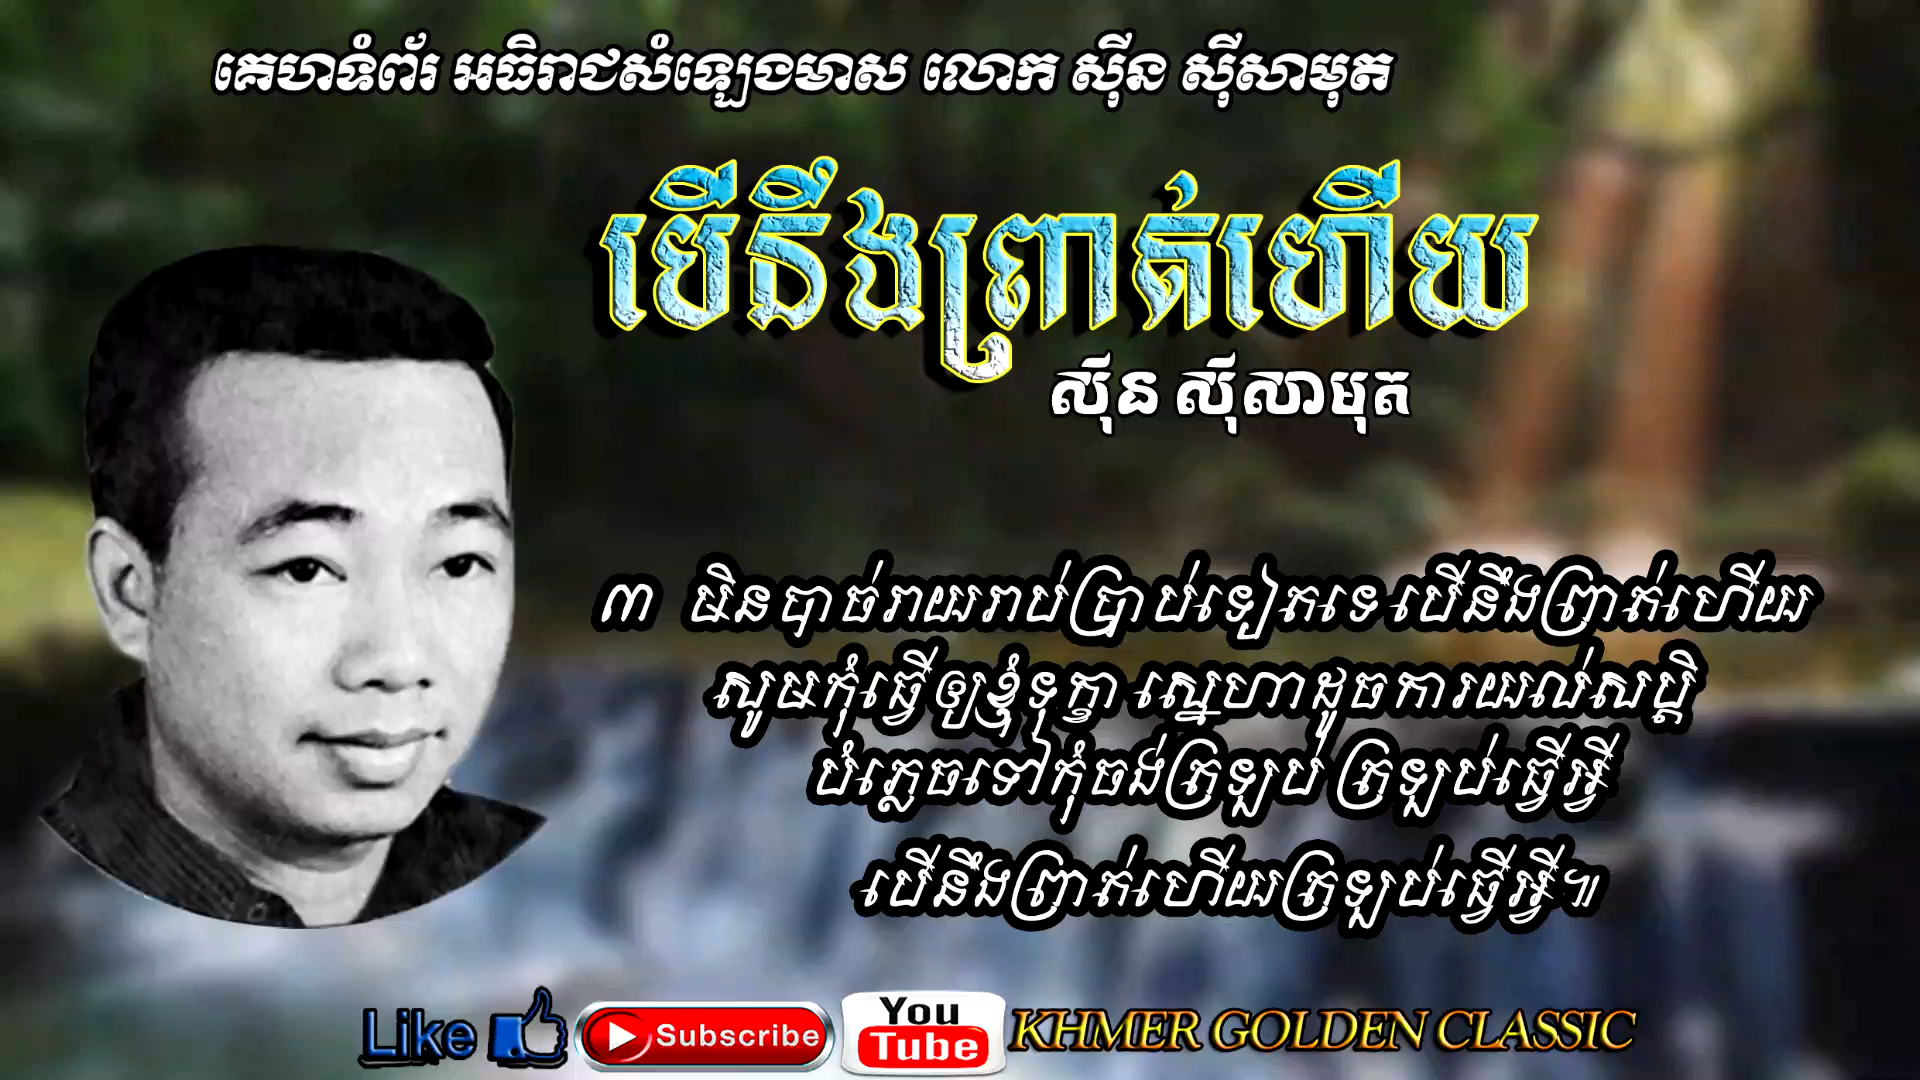 គេហទំព័រ អធិរាជសំឡេងមាស លោក ស៊ីន ស៊ីសាមុត
បើនឹងព្រាត់ហើយ
ស៊ីន ស៊ីសាមុត
៣ មិនបាច់រាយរាប់ប្រាប់ទៀតទេ បើនឹងព្រាត់ហើយ
សូមកុំធ្វើឲ្យខ្ញុំទុក្ខា ស្នេហាដូចការយល់សប្តិ
បំភ្លេចទៅកុំចង់ត្រឡប់ ត្រឡប់ធ្វើអ្វី
បើនឹងព្រាត់ហើយត្រឡប់ធ្វើអ្វី៕
Like Subscribe You Tube KHMER GOLDEN CLASSIC